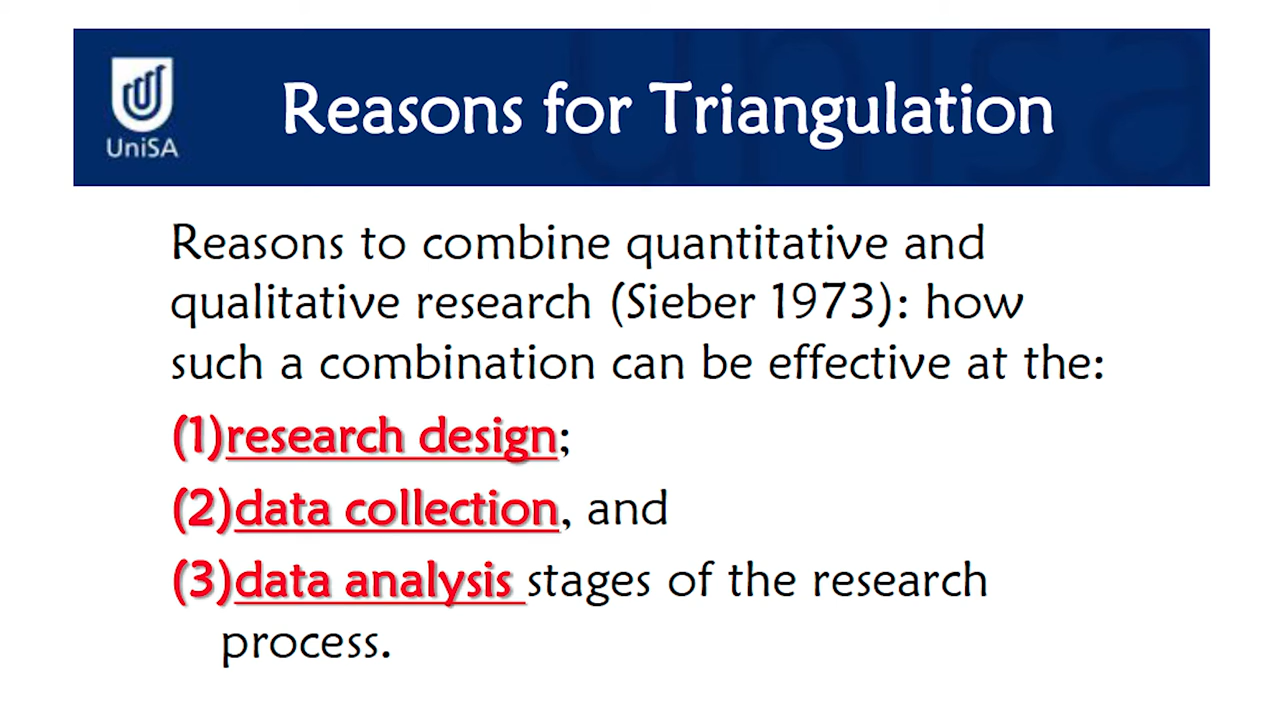 UniSA
Reasons for Triangulation
Reasons to combine quantitative and
qualitative research (Sieber 1973): how
such a combination can be effective at the:
(1)research design;
(2)data collection, and
(3)data analysis stages of the research
process.